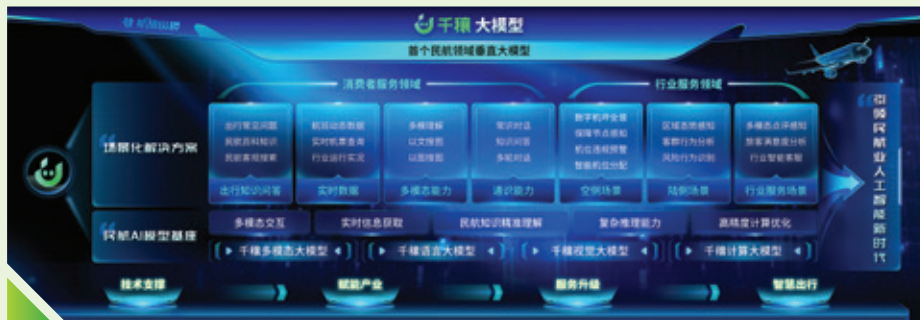 千穰 大模型
首个民航领域垂直大模型
消费者服务领域
行业服务领域
场景化解决方案
出行常见问题
民航百科知识
民航客规搜索
出行知识问答
航班动态数据
实时机票查询
行业运行实况
实时数据
多模理解
以文搜图
以图搜图
多模态能力
常识对话
知识问答
多轮对话
通识能力
数字机坪全景
保障节点感知
机位违规预警
智能机位分配
空侧场景
区域态势感知
客群行为分析
风险行为识别
陆侧场景
多模态点评感知
旅客满意度分析
行业智能客服
行业服务场景
民航AI模型基座
多模态交互
实时信息获取
民航知识精准理解
复杂推理能力
高精度计算优化
千穰多模态大模型
千穰语言大模型
千穰视觉大模型
千穰计算大模型
引领民航业人工智能新时代
技术支撑
赋能产业
服务升级
智慧出行